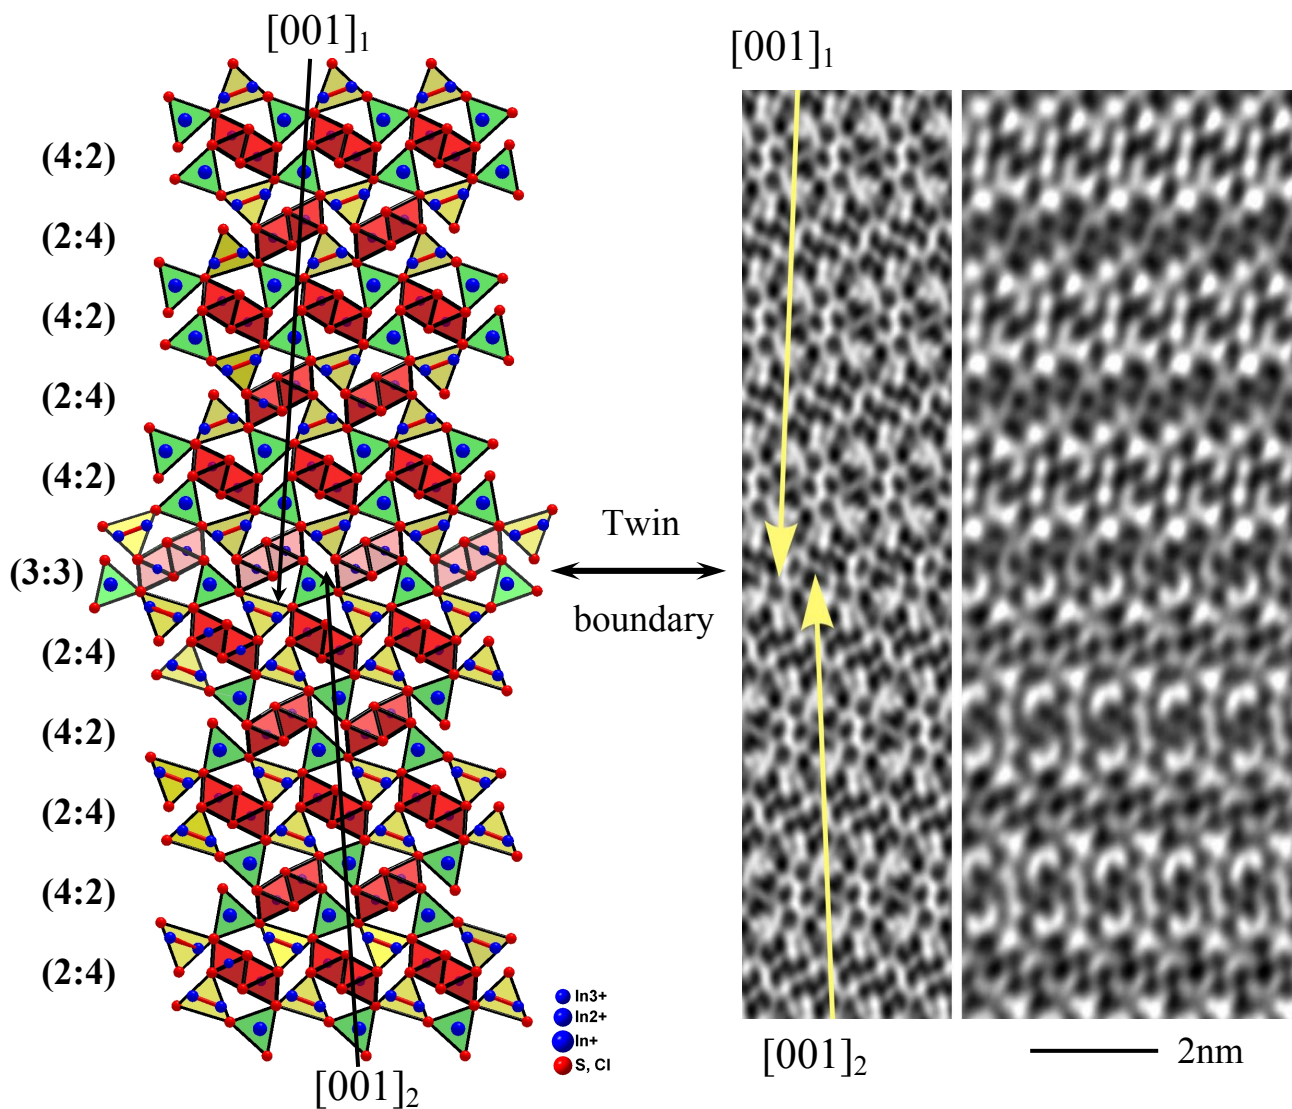 [001]₁
[001]₁
(4:2)
(2:4)
(4:2)
(2:4)
(4:2)
(3:3)
Twin
boundary
(2:4)
(4:2)
(2:4)
(4:2)
(2:4)
In3+
In2+
In+
S, Cl
[001]₂
[001]₂
2nm